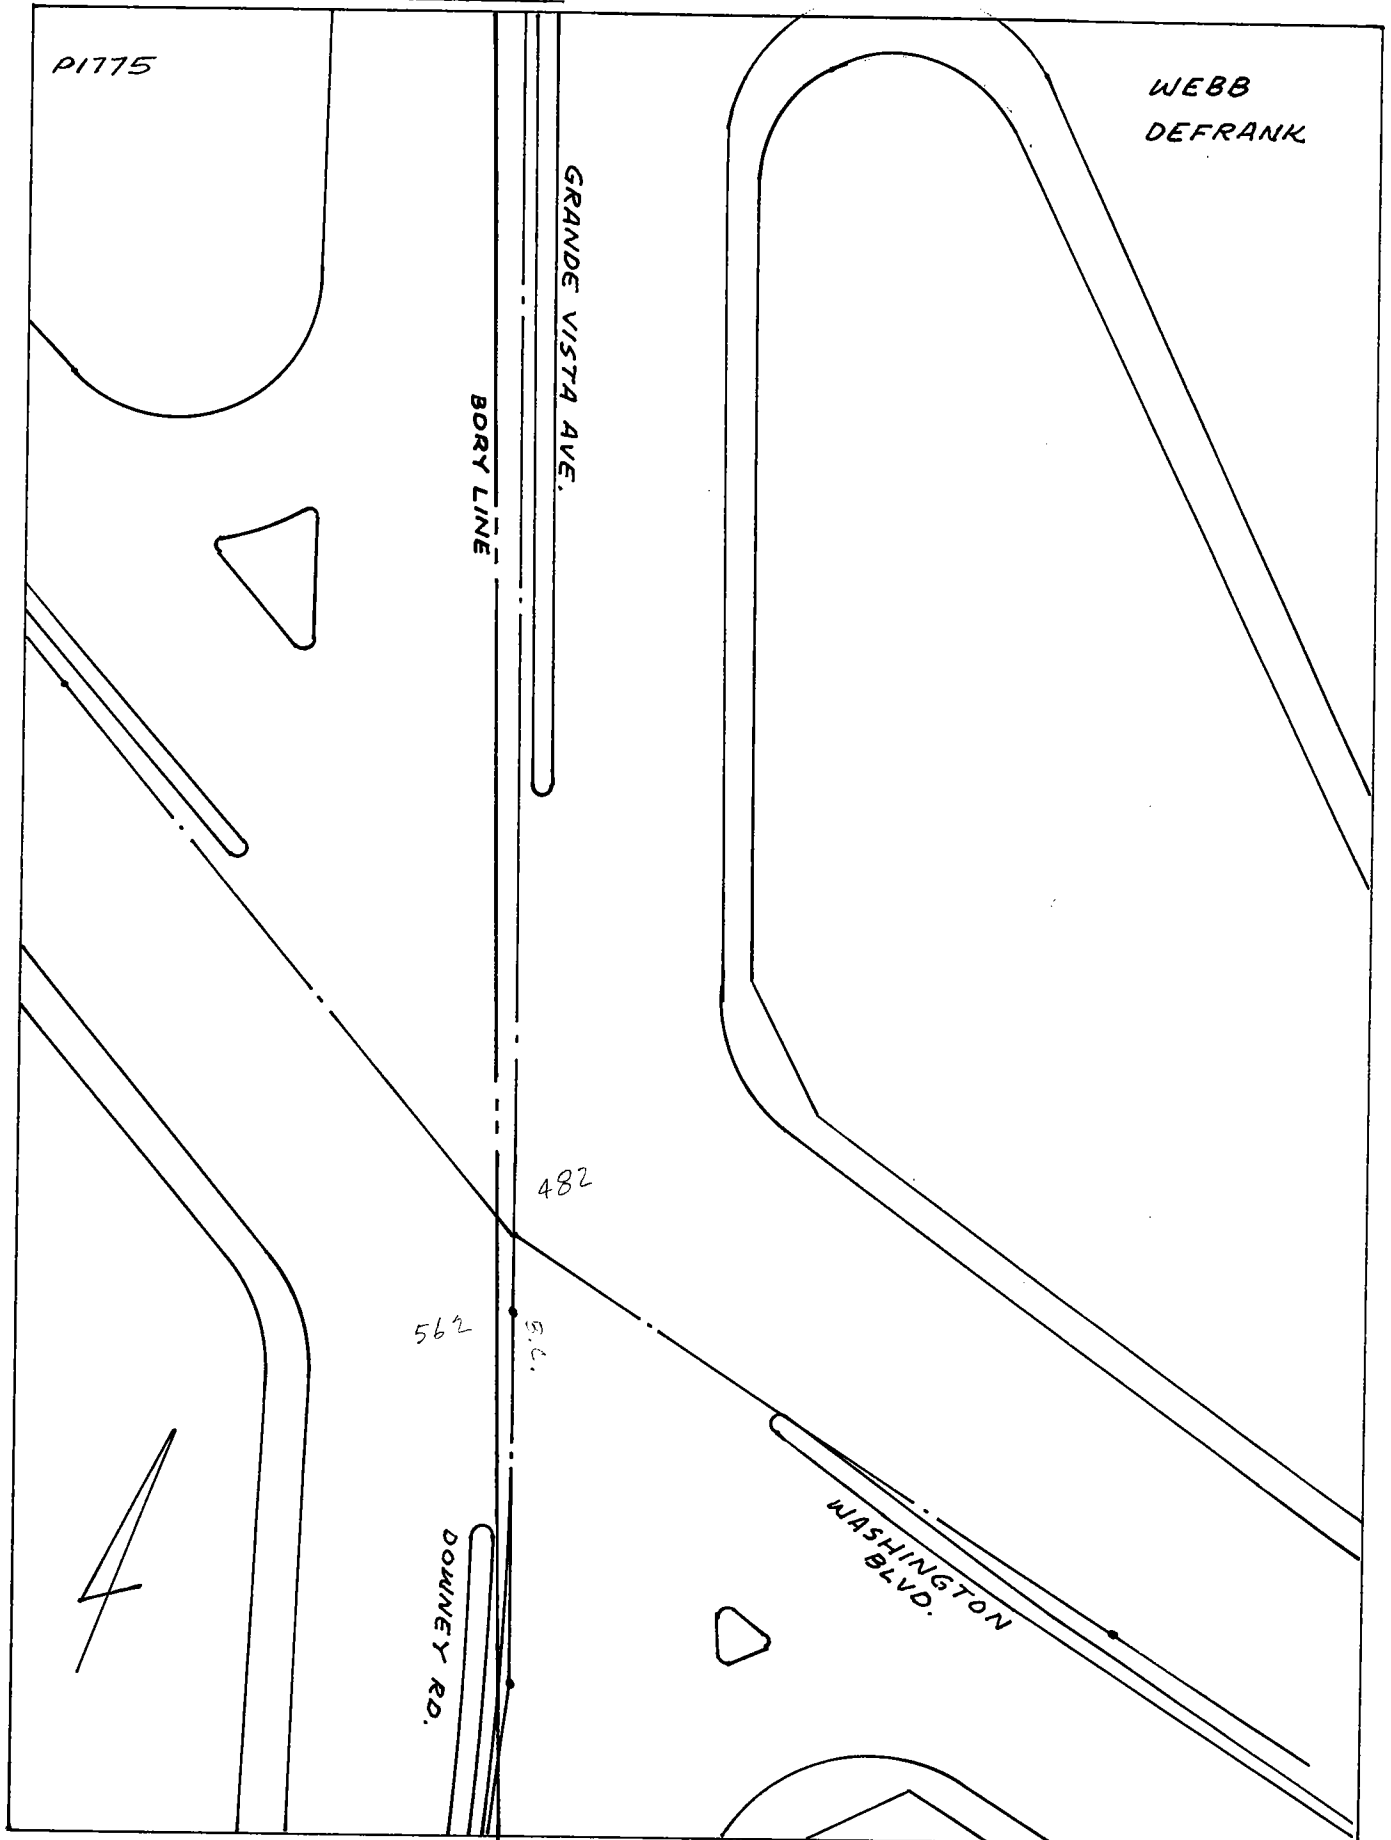 P1775
WEBB
DEFRANK
GRANDE VISTA AVE.
BDRY LINE
482
562
E.C.
WASHINGTON
BLVD.
DOWNEY RD.